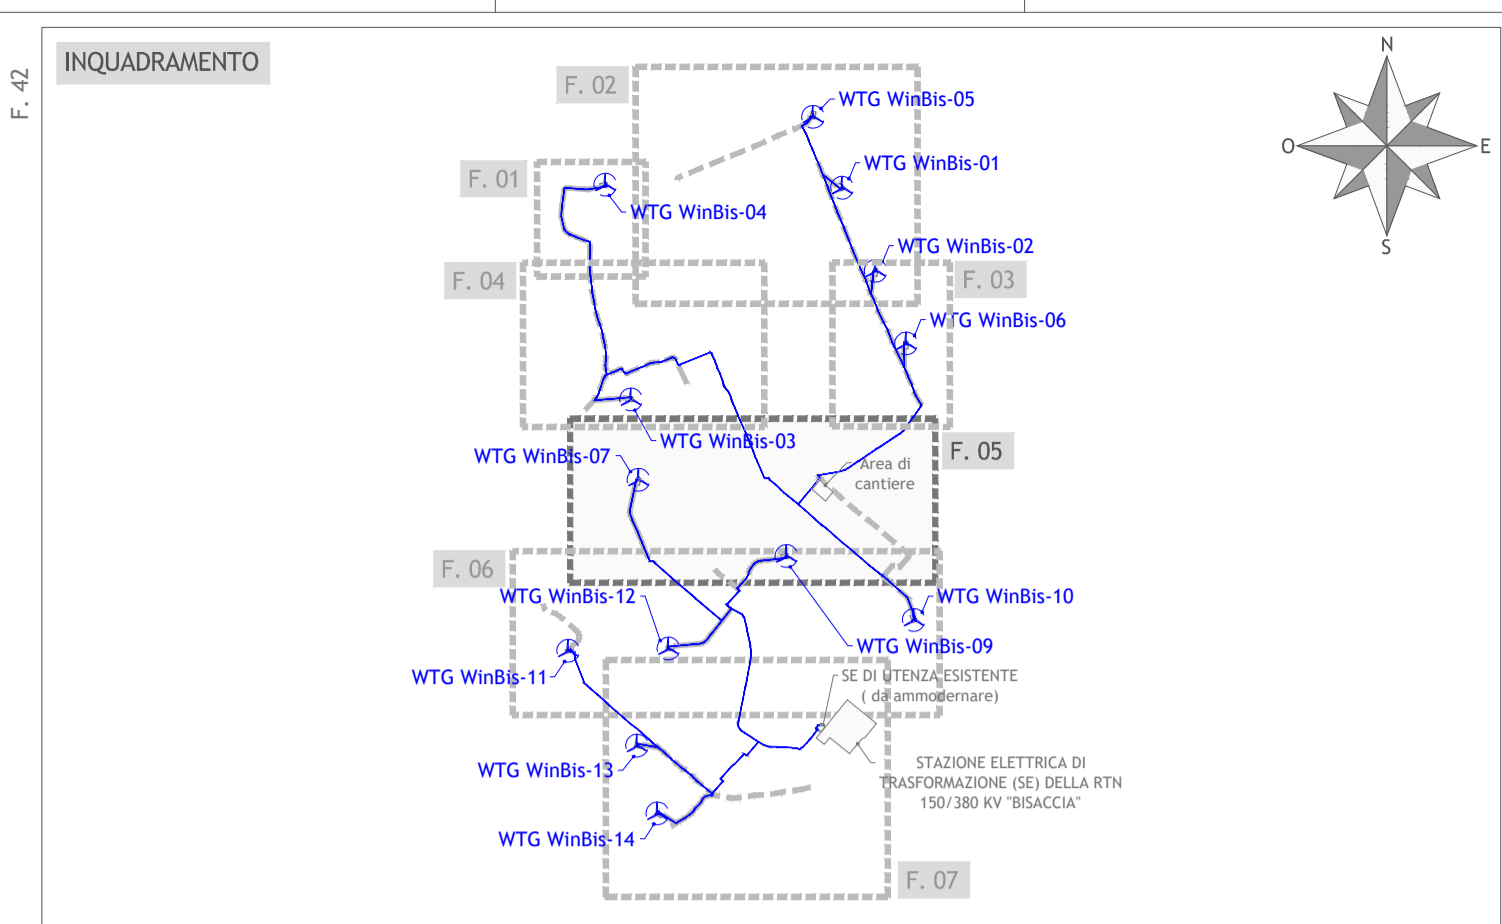 F. 42
INQUADRAMENTO
N
O
E
S
F. 02
WTG WinBis-05
F. 01
WTG WinBis-01
WTG WinBis-04
WTG WinBis-02
F. 04
F. 03
WTG WinBis-06
WTG WinBis-03
WTG WinBis-07
F. 05
Area di
cantiere
F. 06
WTG WinBis-12
WTG WinBis-10
WTG WinBis-09
WTG WinBis-11
SE DI UTENZA ESISTENTE
( da ammodernare)
WTG WinBis-13
STAZIONE ELETTRICA DI
TRASFORMAZIONE (SE) DELLA RTN
150/380 KV "BISACCIA"
WTG WinBis-14
F. 07